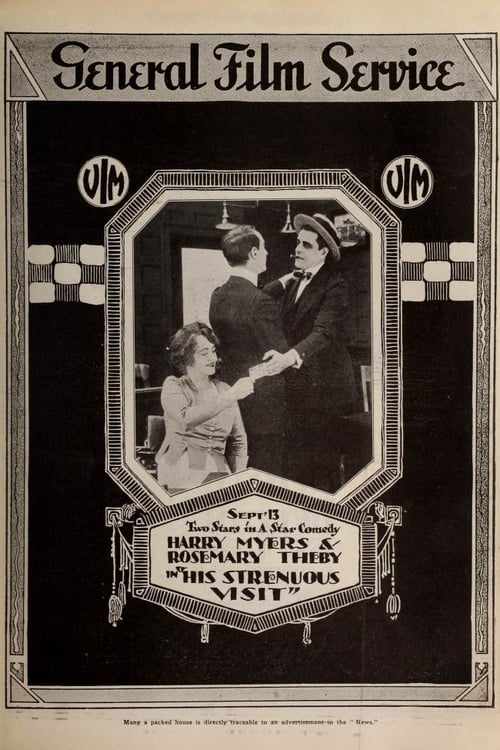 General Film Service
VIM
VIM
SEPT' 13
Two Stars in A Star Comedy
HARRY MYERS &
ROSEMARY THEBY
IN "HIS STRENUOUS
VISIT"
Many a packed house is directly traceable to an advertisement in the "News."